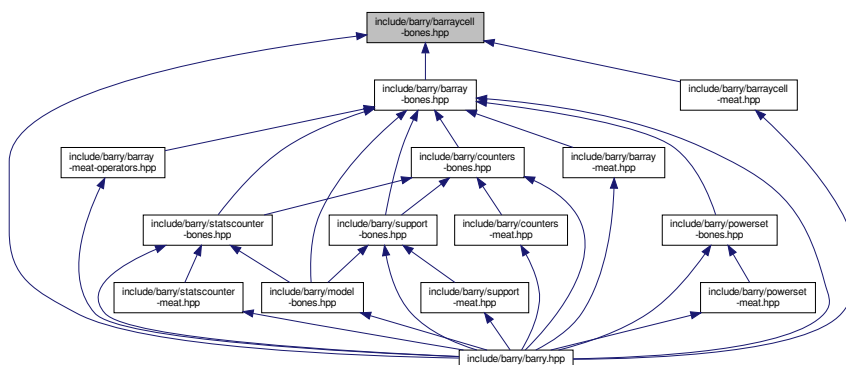 include/barry/barraycell
-bones.hpp
include/barry/barray
-bones.hpp
include/barry/barraycell
-meat.hpp
include/barry/barray
-meat-operators.hpp
include/barry/counters
-bones.hpp
include/barry/barray
-meat.hpp
include/barry/statscounter
-bones.hpp
include/barry/support
-bones.hpp
include/barry/counters
-meat.hpp
include/barry/powerset
-bones.hpp
include/barry/statscounter
-meat.hpp
include/barry/model
-bones.hpp
include/barry/support
-meat.hpp
include/barry/powerset
-meat.hpp
include/barry/barry.hpp